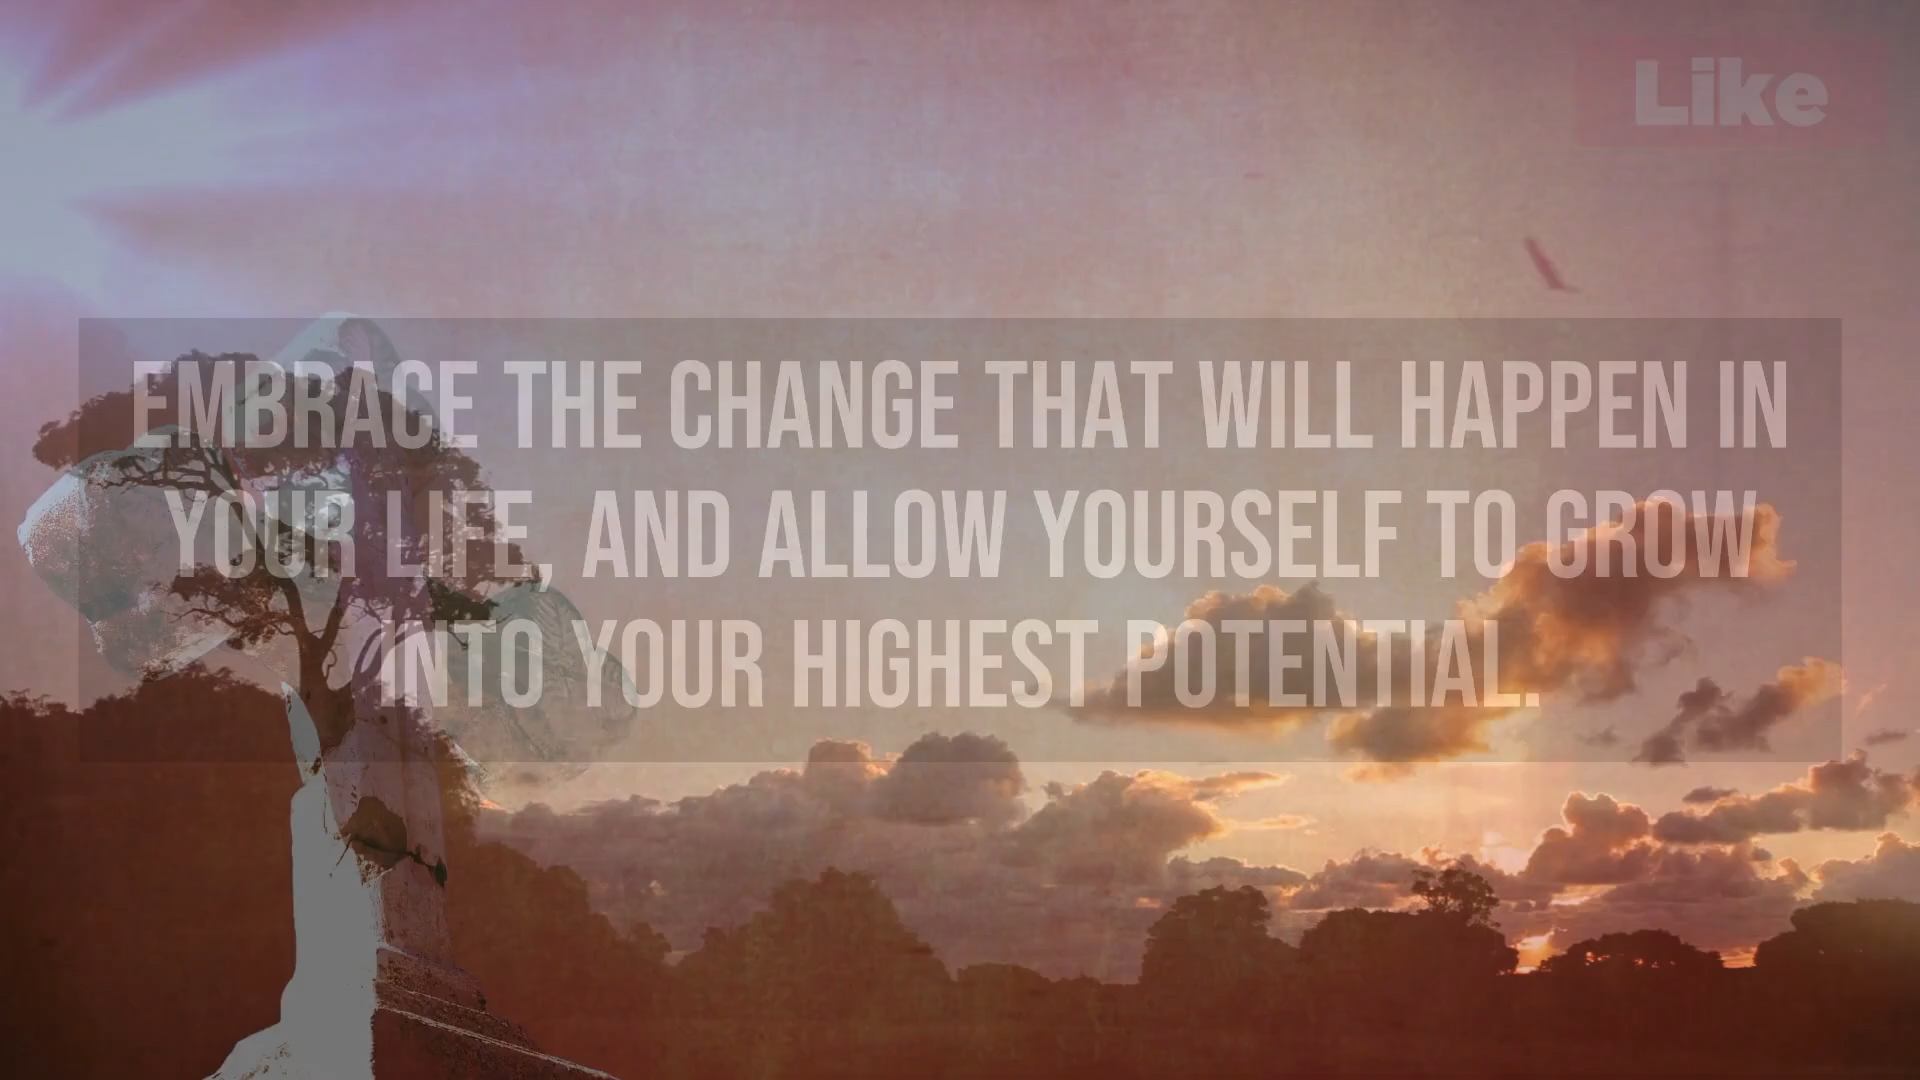 Like
EMBRACE THE CHANGE THAT WILL HAPPEN IN
YOUR LIFE, AND ALLOW YOURSELF TO GROW
INTO YOUR HIGHEST POTENTIAL.